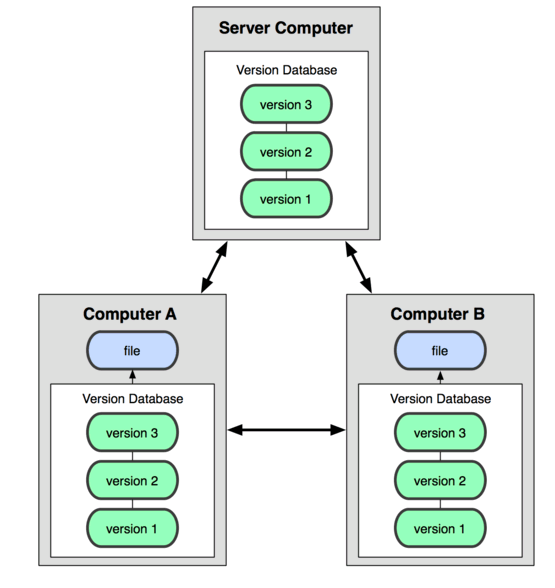 Server Computer
Version Database
version 3
version 2
version 1
Computer A
file
Version Database
version 3
version 2
version 1
Computer B
file
Version Database
version 3
version 2
version 1